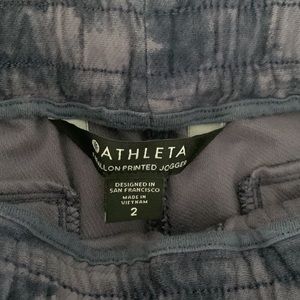 ATHLETA
PRINTED JOGGER
DESIGNED IN
SAN FRANCISCO
MADE IN
VIETNAM
2